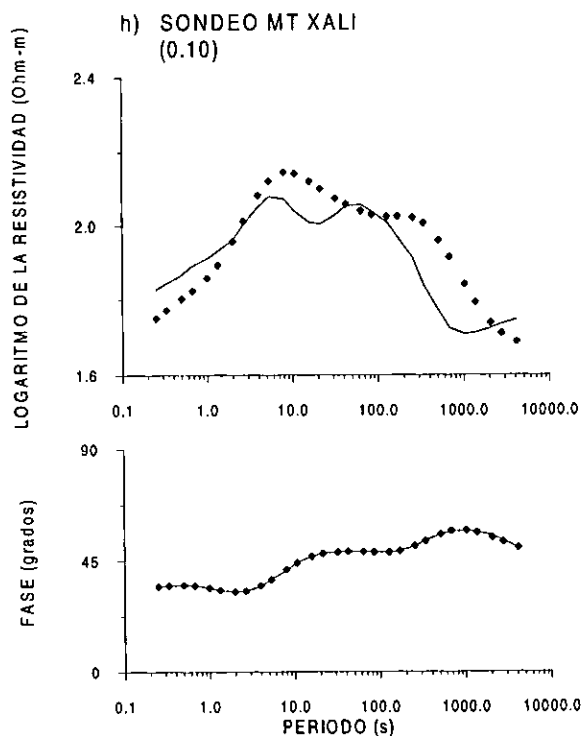 h) SONDEO MT XALI
(0.10)
LOGARITMO DE LA RESISTIVIDAD (Ohm-m)
2.4
2.0
1.6
0.1 1.0 10.0 100.0 1000.0 10000.0
FASE (grados)
90
45
0
0.1 1.0 10.0 100.0 1000.0 10000.0
PERIODO (s)